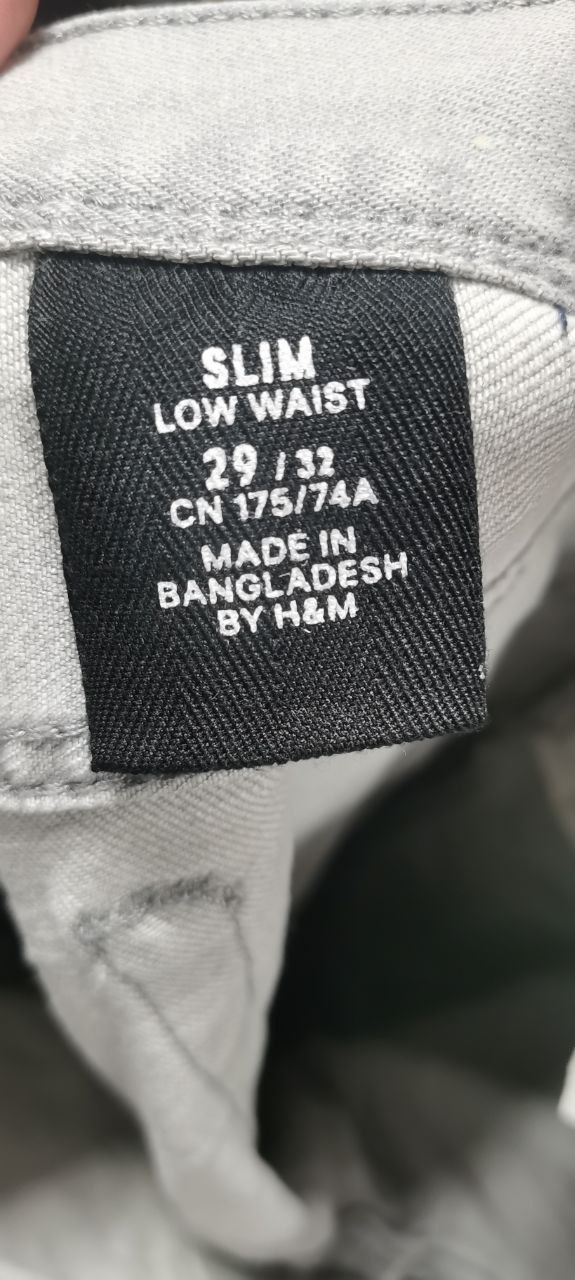 SLIM
LOW WAIST
29 / 32
CN 175/74A
MADE IN
BANGLADESH
BY H&M